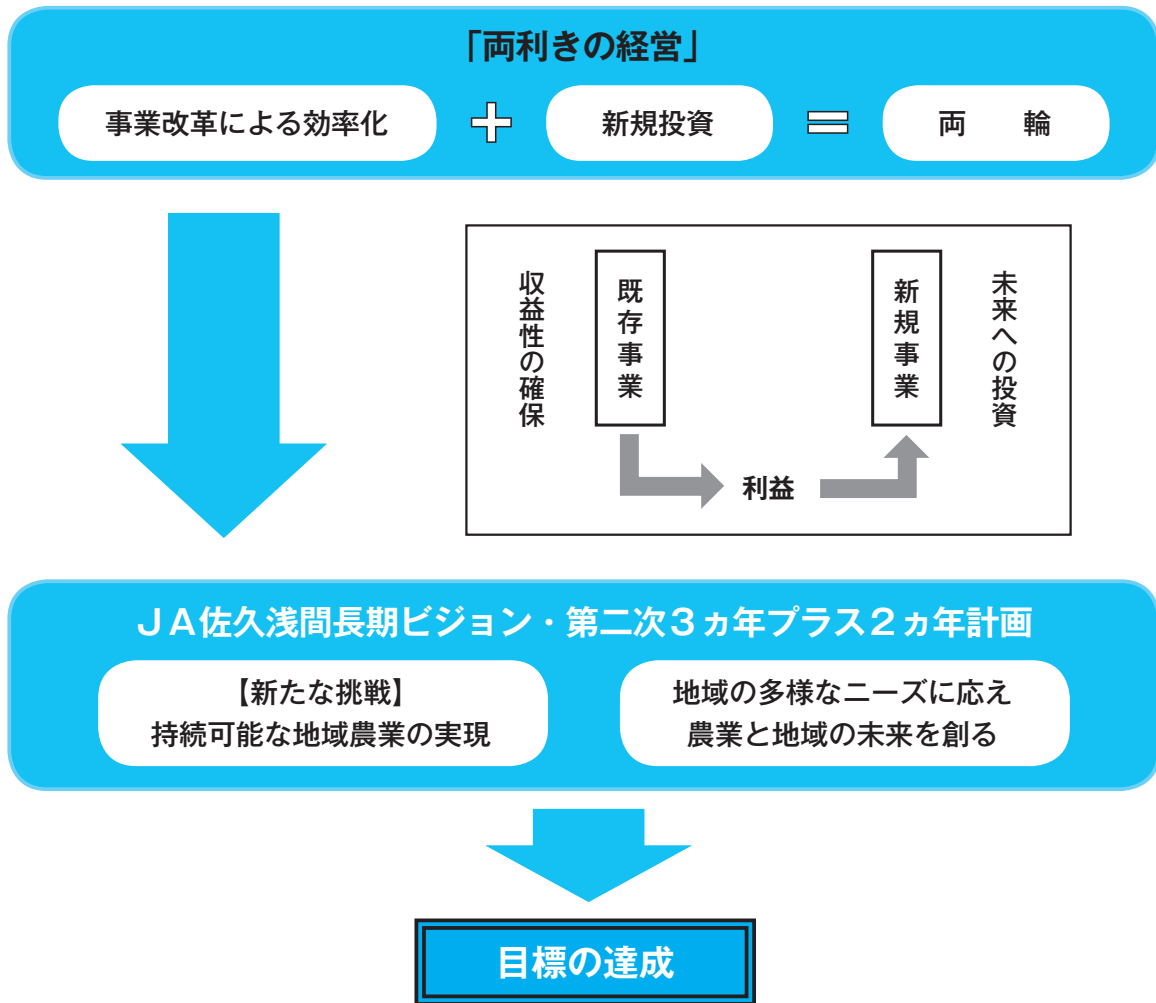 「両利きの経営」
事業改革による効率化
＋
新規投資
＝
両　輪
収益性の確保
既存事業
新規事業
未来への投資
利益
ＪＡ佐久浅間長期ビジョン・第二次３ヵ年プラス２ヵ年計画
【新たな挑戦】
持続可能な地域農業の実現
地域の多様なニーズに応え
農業と地域の未来を創る
目標の達成